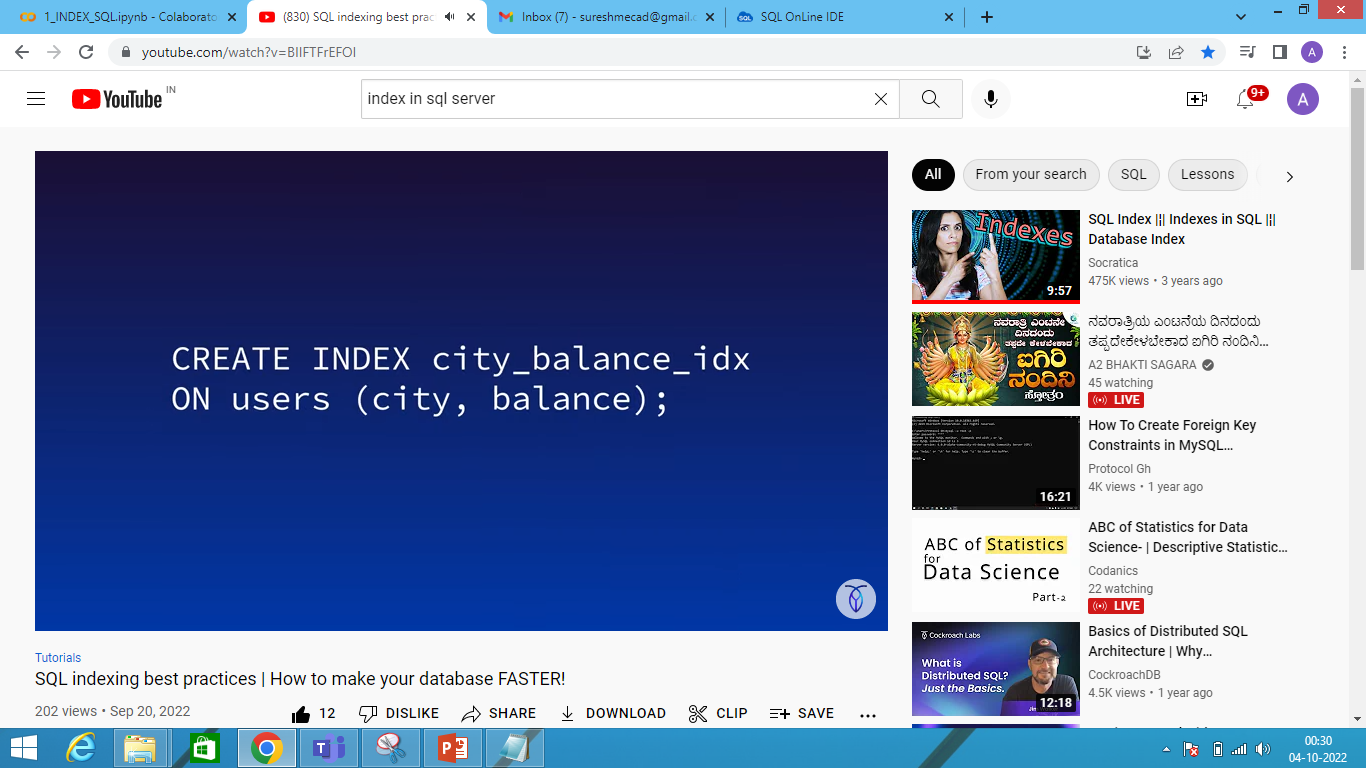 1_INDEX_SQL.ipynb - Colaborato
(830) SQL indexing best prac
Inbox (7) - sureshmecad@gmail.c
SQL OnLine IDE
youtube.com/watch?v=BIIFTFrEFOI
A
YouTube IN
index in sql server
9+
A
CREATE INDEX city_balance_idx
ON users (city, balance);
Tutorials
SQL indexing best practices | How to make your database FASTER!
202 views • Sep 20, 2022
12 DISLIKE SHARE DOWNLOAD CLIP SAVE
All From your search SQL Lessons
Indexes
9:57
SQL Index |¦| Indexes in SQL |¦|
Database Index
Socratica
475K views • 3 years ago
ನವರಾತ್ರಿ ಎಂಟನೇ
ದಿನದಂದು
ತಪ್ಪದೇ ಕೇಳಬೇಕಾದ
ಐಗಿರಿ
ನಂದಿನಿ
ಸ್ತೋತ್ರಂ
ನವರಾತ್ರಿಯ ಎಂಟನೆಯ ದಿನದಂದು
ತಪ್ಪದೇಕೇಳಬೇಕಾದ ಐಗಿರಿ ನಂದಿನಿ...
A2 BHAKTI SAGARA
45 watching
LIVE
16:21
How To Create Foreign Key
Constraints in MySQL...
Protocol Gh
4K views • 1 year ago
ABC of Statistics
for
Data Science
Part-2
ABC of Statistics for Data
Science- | Descriptive Statistic...
Codanics
22 watching
LIVE
Cockroach Labs
What is
Distributed SQL?
Just the Basics.
12:18
Basics of Distributed SQL
Architecture | Why...
CockroachDB
4.5K views • 1 year ago
00:30
04-10-2022